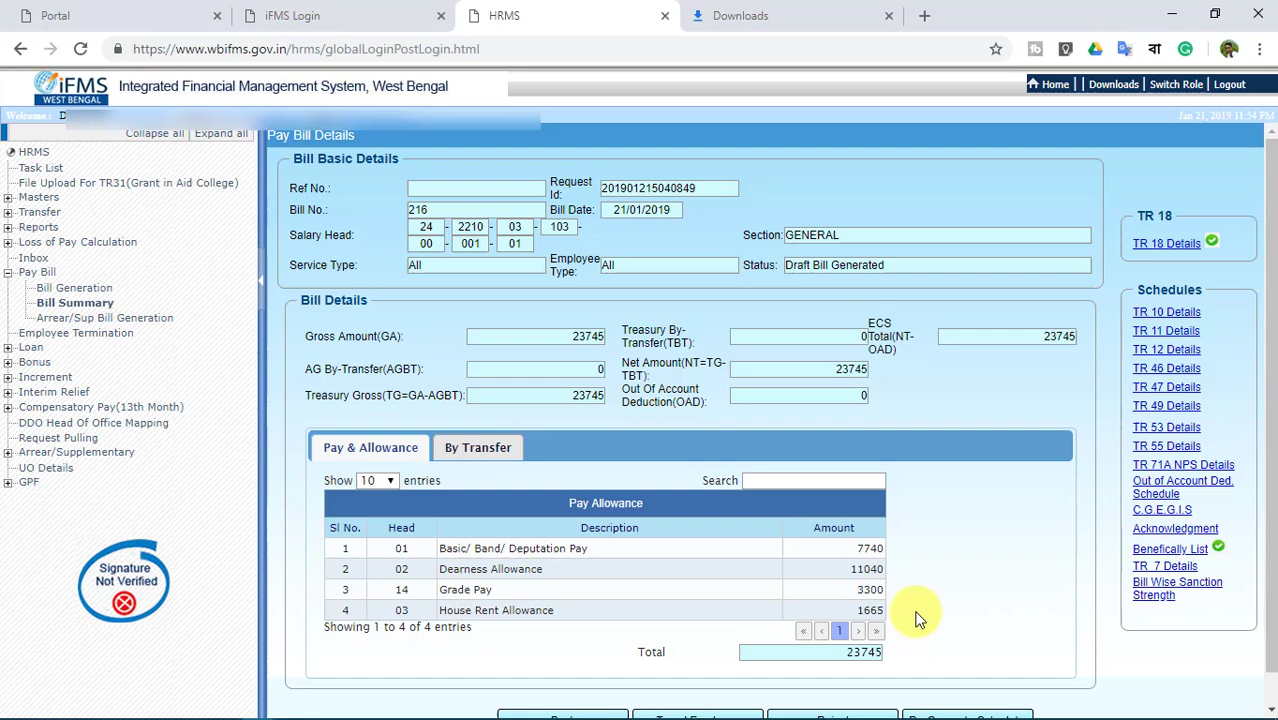 Portal
iFMS Login
HRMS
Downloads
https://www.wbifms.gov.in/hrms/globalLoginPostLogin.html
বা
iFMS
WEST BENGAL
Integrated Financial Management System, West Bengal
Home | | Downloads | Switch Role | Logout
Welcome : D
Jan 21, 2019 11:54 PM
Collapse all | Expand all
HRMS
Task List
File Upload For TR31(Grant in Aid College)
Masters
Transfer
Reports
Loss of Pay Calculation
Inbox
Pay Bill
Bill Generation
Bill Summary
Arrear/Sup Bill Generation
Employee Termination
Loan
Bonus
Increment
Interim Relief
Compensatory Pay(13th Month)
DDO Head Of Office Mapping
Request Pulling
Arrear/Supplementary
UO Details
GPF
Signature
Not Verified
Pay Bill Details
Bill Basic Details
Ref No.: Request Id: 201901215040849
Bill No.: 216 Bill Date: 21/01/2019
Salary Head: 24 - 2210 - 03 - 103 -
00 - 001 - 01
Section: GENERAL
Service Type: All Employee Type: All Status: Draft Bill Generated
Bill Details
Gross Amount(GA): 23745 Treasury By-Transfer(TBT): 0 ECS Total(NT-OAD) 23745
AG By-Transfer(AGBT): 0 Net Amount(NT=TG-TBT): 23745
Treasury Gross(TG=GA-AGBT): 23745 Out Of Account Deduction(OAD): 0
Pay & Allowance By Transfer
Show 10 entries Search
Pay Allowance
Sl No. Head Description Amount
1 01 Basic/ Band/ Deputation Pay 7740
2 02 Dearness Allowance 11040
3 14 Grade Pay 3300
4 03 House Rent Allowance 1665
Showing 1 to 4 of 4 entries « ‹ 1 › »
Total 23745
TR 18
TR 18 Details
Schedules
TR 10 Details
TR 11 Details
TR 12 Details
TR 46 Details
TR 47 Details
TR 49 Details
TR 53 Details
TR 55 Details
TR 71A NPS Details
Out of Account Ded.
Schedule
C.G.E.G.I.S
Acknowledgment
Benefically List
TR_7 Details
Bill Wise Sanction
Strength